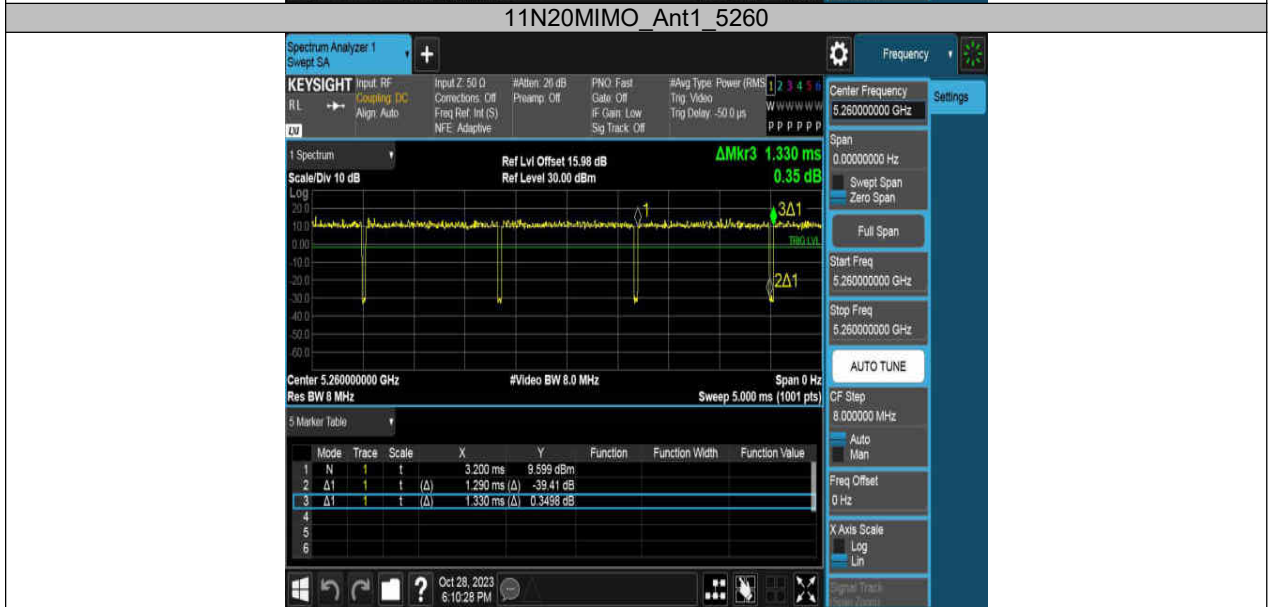 11N20MIMO_Ant1_5260
Spectrum Analyzer 1
Swept SA
+
Frequency
KEYSIGHT
RL
LXI
Input: RF
Coupling: DC
Align: Auto
Input Z: 50 Ω
Corrections: Off
Freq Ref: Int (S)
NFE: Adaptive
#Atten: 26 dB
Preamp: Off
PNO: Fast
Gate: Off
IF Gain: Low
Sig Track: Off
#Avg Type: Power (RMS
Trig: Video
Trig Delay: -50.0 µs
1 2 3 4 5 6
W W W W W W
P P P P P P
Center Frequency
5.260000000 GHz
Settings
1 Spectrum
Ref Lvl Offset 15.98 dB
ΔMkr3 1.330 ms
Scale/Div 10 dB
Ref Level 30.00 dBm
0.35 dB
Log
20.0
10.0
0.00
-10.0
-20.0
-30.0
-40.0
-50.0
-60.0
1
3Δ1
TRIG LVL
2Δ1
Center 5.260000000 GHz
#Video BW 8.0 MHz
Span 0 Hz
Res BW 8 MHz
Sweep 5.000 ms (1001 pts)
Span
0.00000000 Hz
Swept Span
Zero Span
Full Span
Start Freq
5.260000000 GHz
Stop Freq
5.260000000 GHz
AUTO TUNE
CF Step
8.000000 MHz
Auto
Man
Freq Offset
0 Hz
X Axis Scale
Log
Lin
Signal Track
5 Marker Table
Mode Trace Scale X Y Function Function Width Function Value
1 N 1 t 3.200 ms 9.599 dBm
2 Δ1 1 t (Δ) 1.290 ms (Δ) -39.41 dB
3 Δ1 1 t (Δ) 1.330 ms (Δ) 0.3498 dB
4
5
6
?
Oct 28, 2023
6:10:28 PM